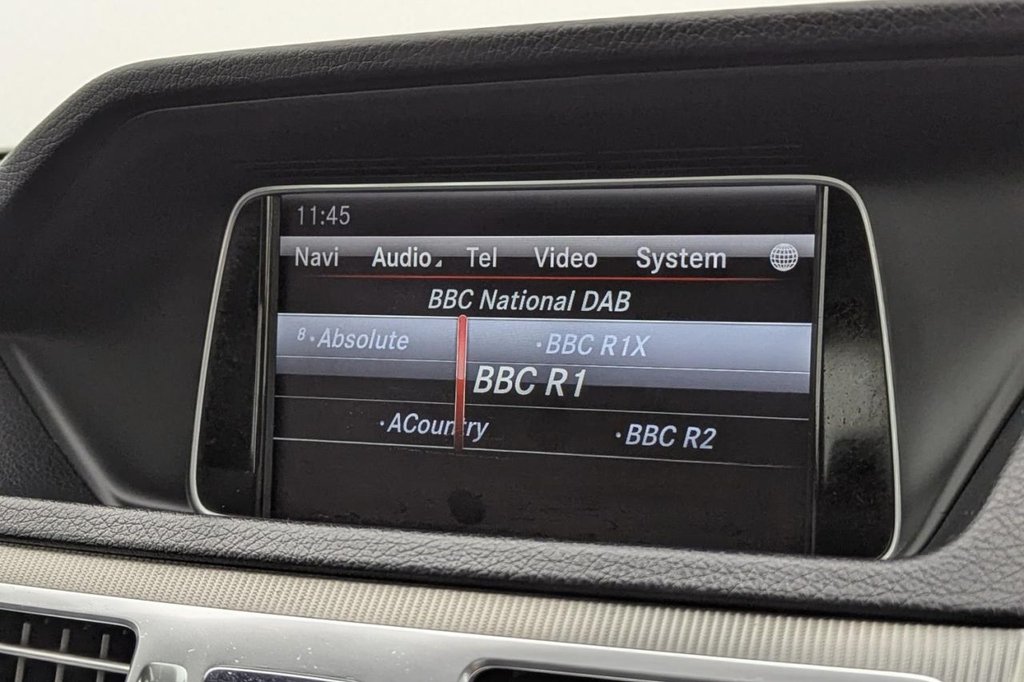 11:45
Navi Audio Tel Video System
BBC National DAB
8 · Absolute · BBC R1X
BBC R1
· ACountry · BBC R2